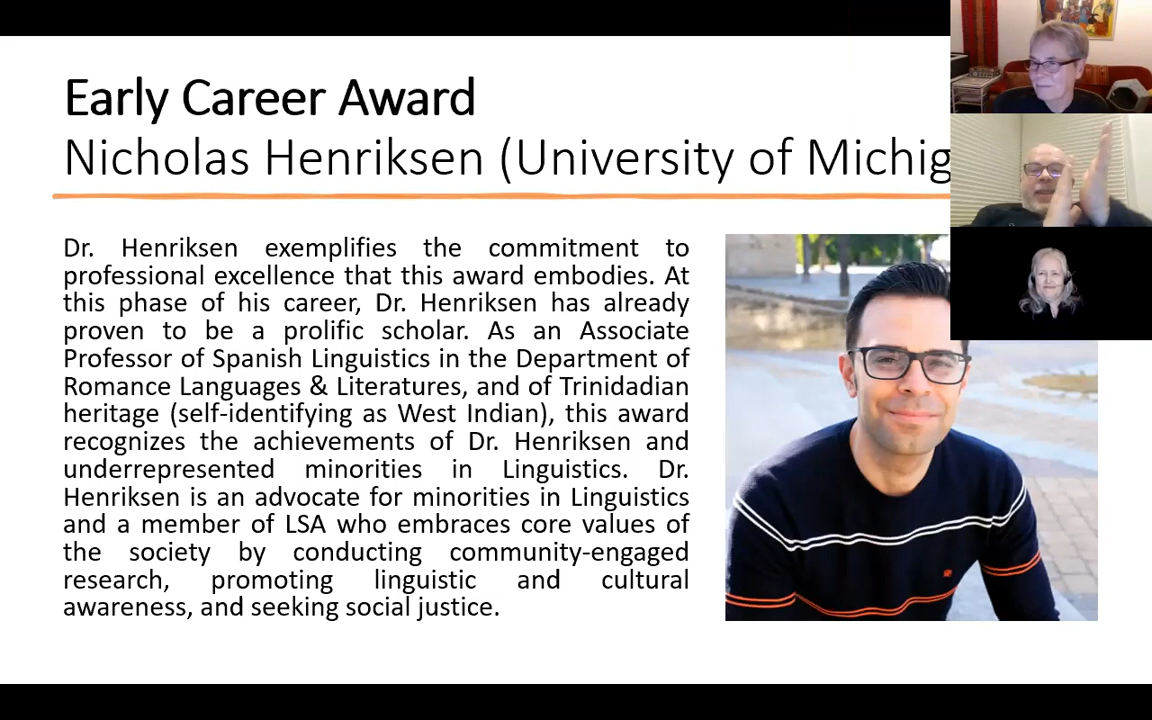 Early Career Award
Nicholas Henriksen (University of Michig
Dr. Henriksen exemplifies the commitment to
professional excellence that this award embodies. At
this phase of his career, Dr. Henriksen has already
proven to be a prolific scholar. As an Associate
Professor of Spanish Linguistics in the Department of
Romance Languages & Literatures, and of Trinidadian
heritage (self-identifying as West Indian), this award
recognizes the achievements of Dr. Henriksen and
underrepresented minorities in Linguistics. Dr.
Henriksen is an advocate for minorities in Linguistics
and a member of LSA who embraces core values of
the society by conducting community-engaged
research, promoting linguistic and cultural
awareness, and seeking social justice.